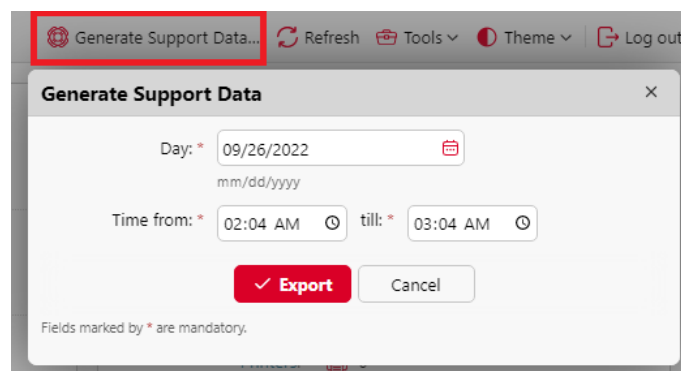 Generate Support Data... Refresh Tools Theme Log out
Generate Support Data
Day: * 09/26/2022
mm/dd/yyyy
Time from: * 02:04 AM till: * 03:04 AM
Export Cancel
Fields marked by * are mandatory.